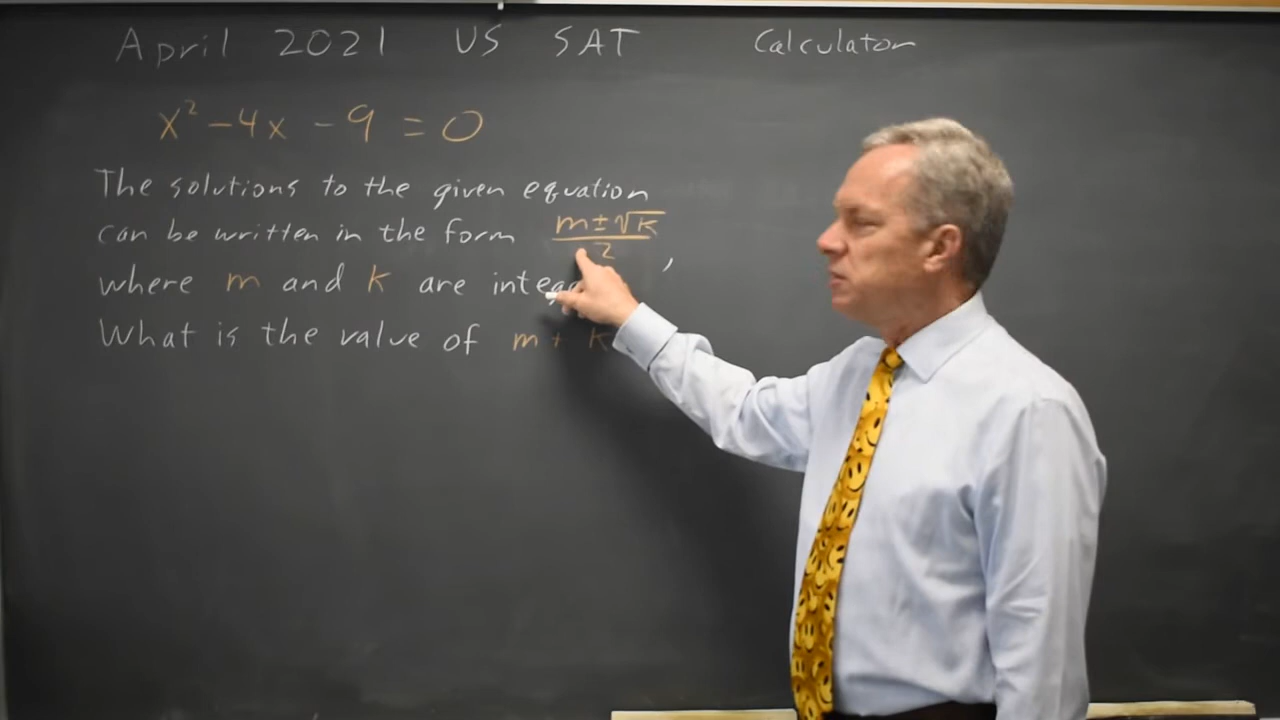 April 2021 US SAT Calculator
x² – 4x – 9 = 0
The solutions to the given equation
can be written in the form (m ± √k)/2 ,
where m and k are
What is the value of m + k